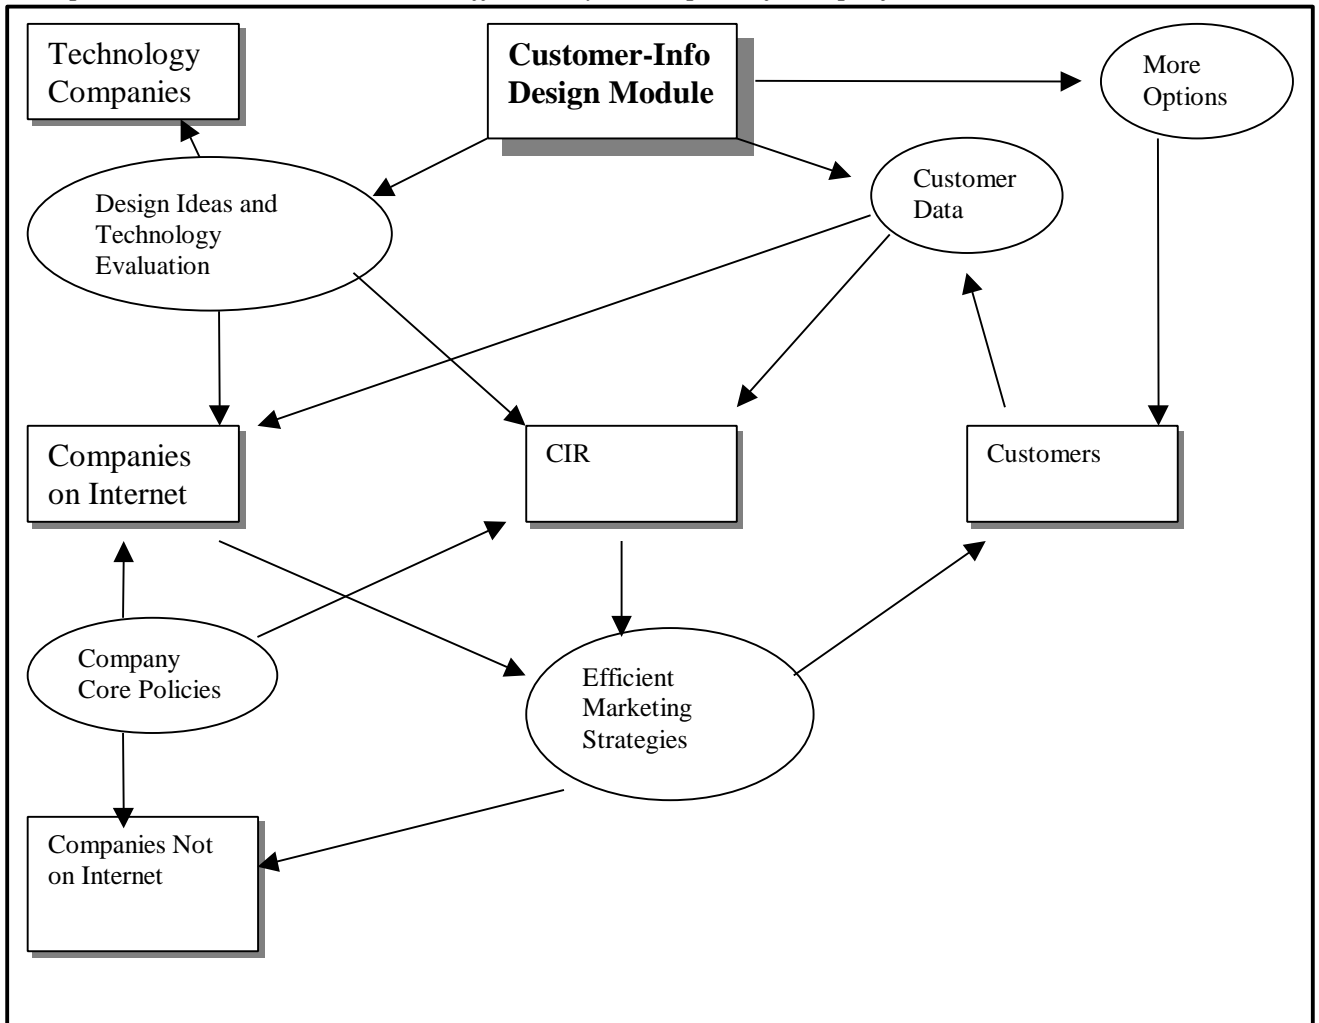 Technology
Companies
Customer-Info
Design Module
More
Options
Customer
Data
Design Ideas and
Technology
Evaluation
Companies
on Internet
CIR
Customers
Company
Core Policies
Efficient
Marketing
Strategies
Companies Not
on Internet